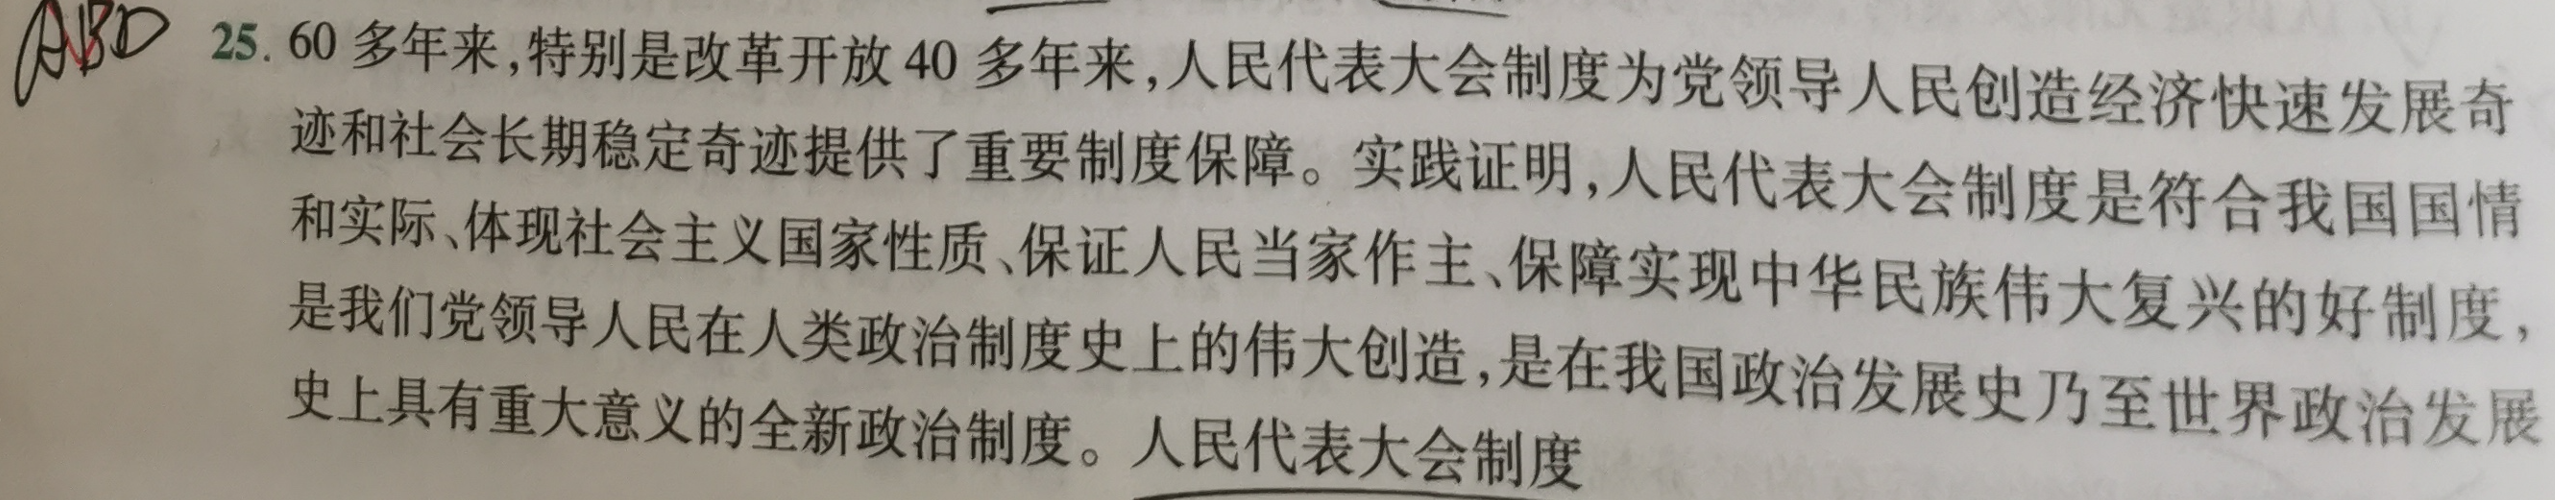 ABD 25. 60多年来,特别是改革开放40多年来,人民代表大会制度为党领导人民创造经济快速发展奇
迹和社会长期稳定奇迹提供了重要制度保障。实践证明,人民代表大会制度是符合我国国情
和实际、体现社会主义国家性质、保证人民当家作主、保障实现中华民族伟大复兴的好制度,
是我们党领导人民在人类政治制度史上的伟大创造,是在我国政治发展史乃至世界政治发展
史上具有重大意义的全新政治制度。人民代表大会制度